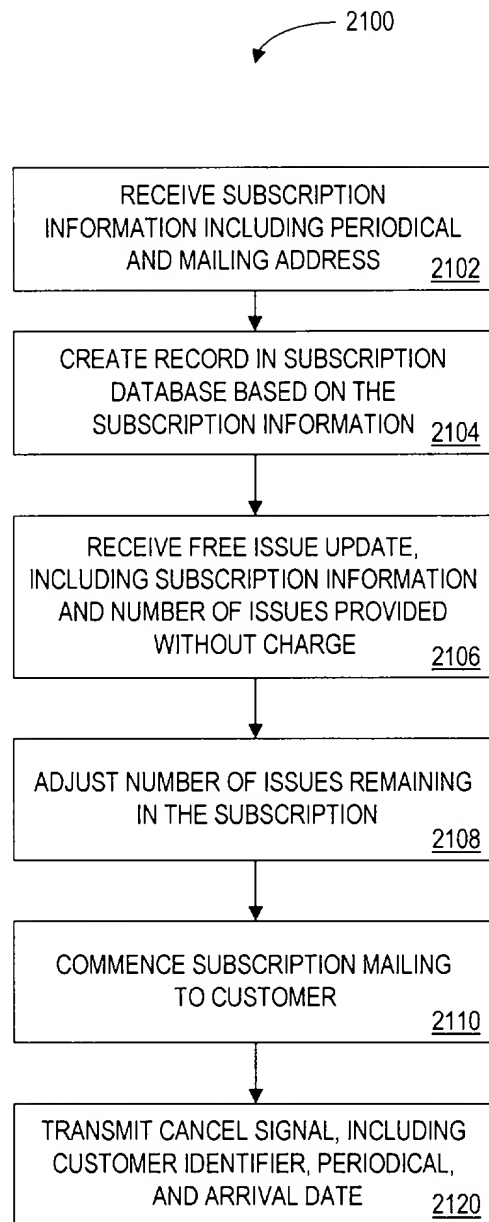 2100
RECEIVE SUBSCRIPTION
INFORMATION INCLUDING PERIODICAL
AND MAILING ADDRESS
2102
CREATE RECORD IN SUBSCRIPTION
DATABASE BASED ON THE
SUBSCRIPTION INFORMATION
2104
RECEIVE FREE ISSUE UPDATE,
INCLUDING SUBSCRIPTION INFORMATION
AND NUMBER OF ISSUES PROVIDED
WITHOUT CHARGE
2106
ADJUST NUMBER OF ISSUES REMAINING
IN THE SUBSCRIPTION
2108
COMMENCE SUBSCRIPTION MAILING
TO CUSTOMER
2110
TRANSMIT CANCEL SIGNAL, INCLUDING
CUSTOMER IDENTIFIER, PERIODICAL,
AND ARRIVAL DATE
2120